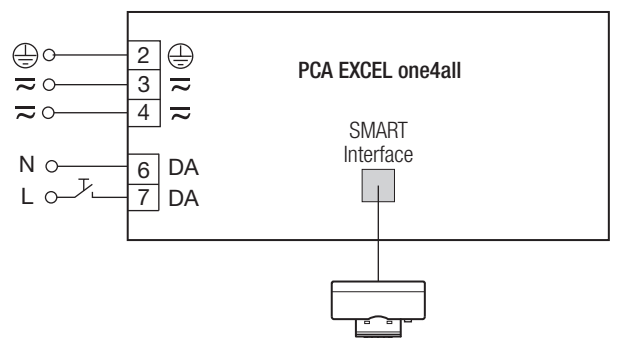 2
PCA EXCEL one4all
3
4
SMART
Interface
N 6 DA
L 7 DA